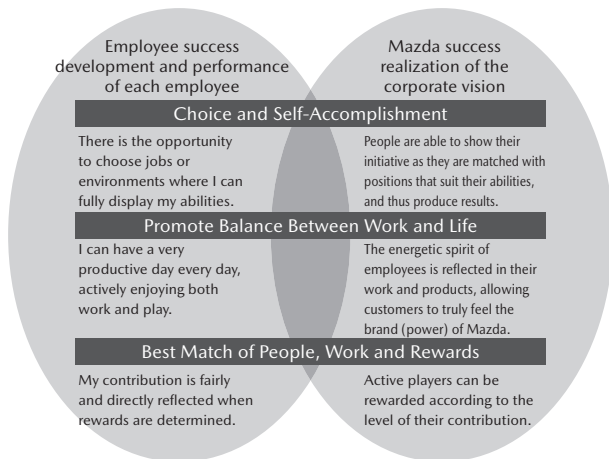 Employee success
development and performance
of each employee
Mazda success
realization of the
corporate vision
Choice and Self-Accomplishment
There is the opportunity
to choose jobs or
environments where I can
fully display my abilities.
People are able to show their
initiative as they are matched with
positions that suit their abilities,
and thus produce results.
Promote Balance Between Work and Life
I can have a very
productive day every day,
actively enjoying both
work and play.
The energetic spirit of
employees is reflected in their
work and products, allowing
customers to truly feel the
brand (power) of Mazda.
Best Match of People, Work and Rewards
My contribution is fairly
and directly reflected when
rewards are determined.
Active players can be
rewarded according to the
level of their contribution.